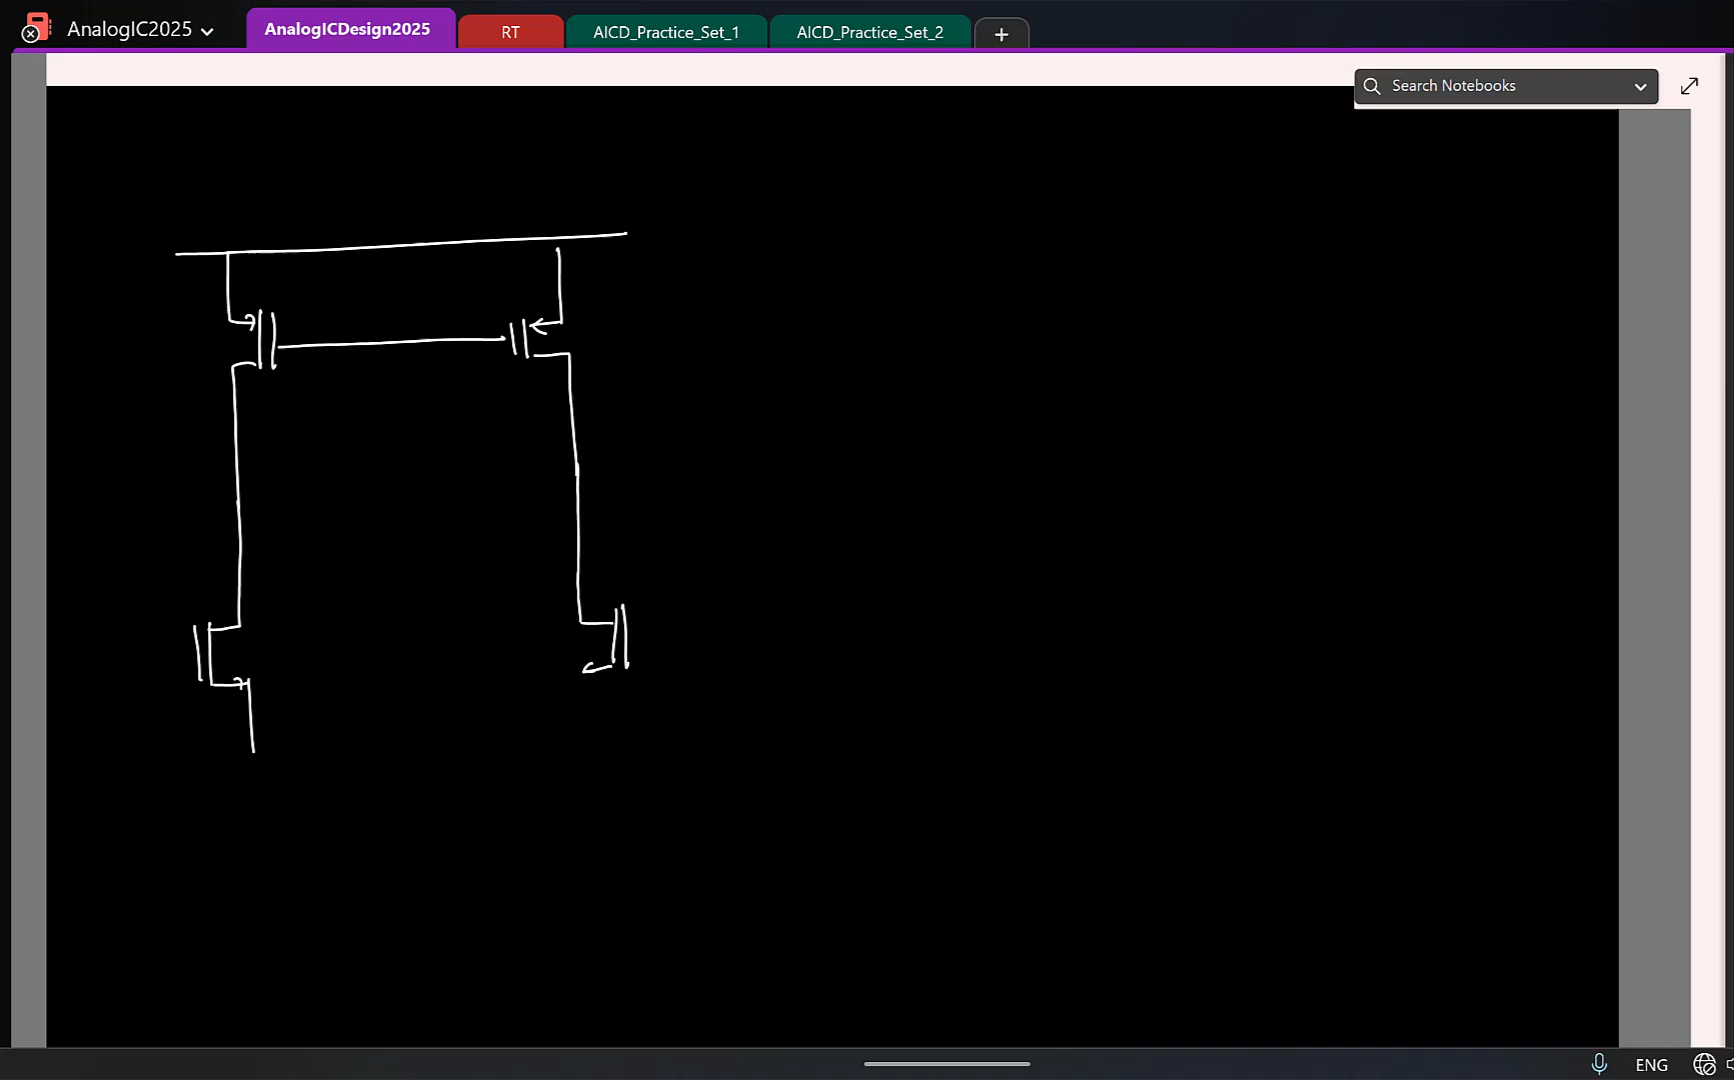 AnalogIC2025
AnalogICDesign2025
RT
AICD_Practice_Set_1
AICD_Practice_Set_2
+
Search Notebooks
ENG